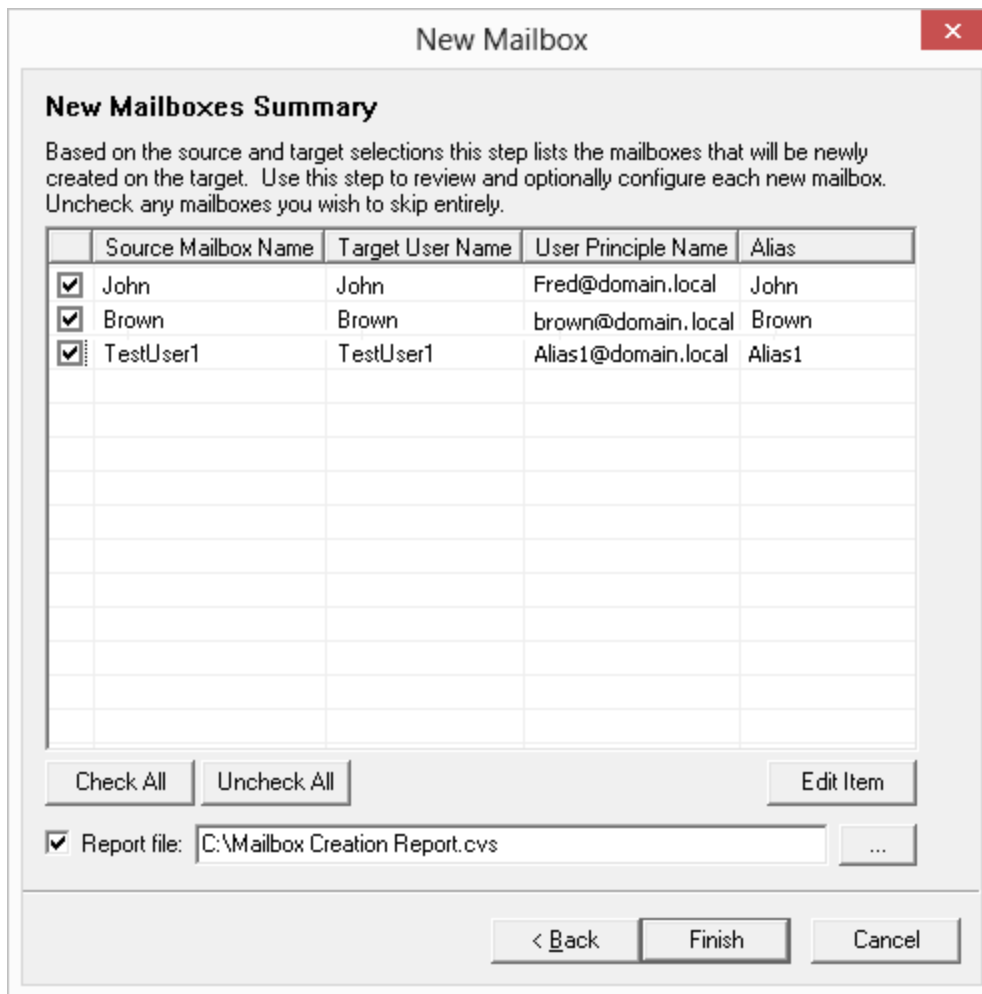 New Mailbox
New Mailboxes Summary
Based on the source and target selections this step lists the mailboxes that will be newly
created on the target.  Use this step to review and optionally configure each new mailbox.
Uncheck any mailboxes you wish to skip entirely.
Source Mailbox Name Target User Name User Principle Name Alias
John John Fred@domain.local John
Brown Brown brown@domain.local Brown
TestUser1 TestUser1 Alias1@domain.local Alias1
Check All Uncheck All Edit Item
Report file: C:\Mailbox Creation Report.cvs ...
< Back Finish Cancel